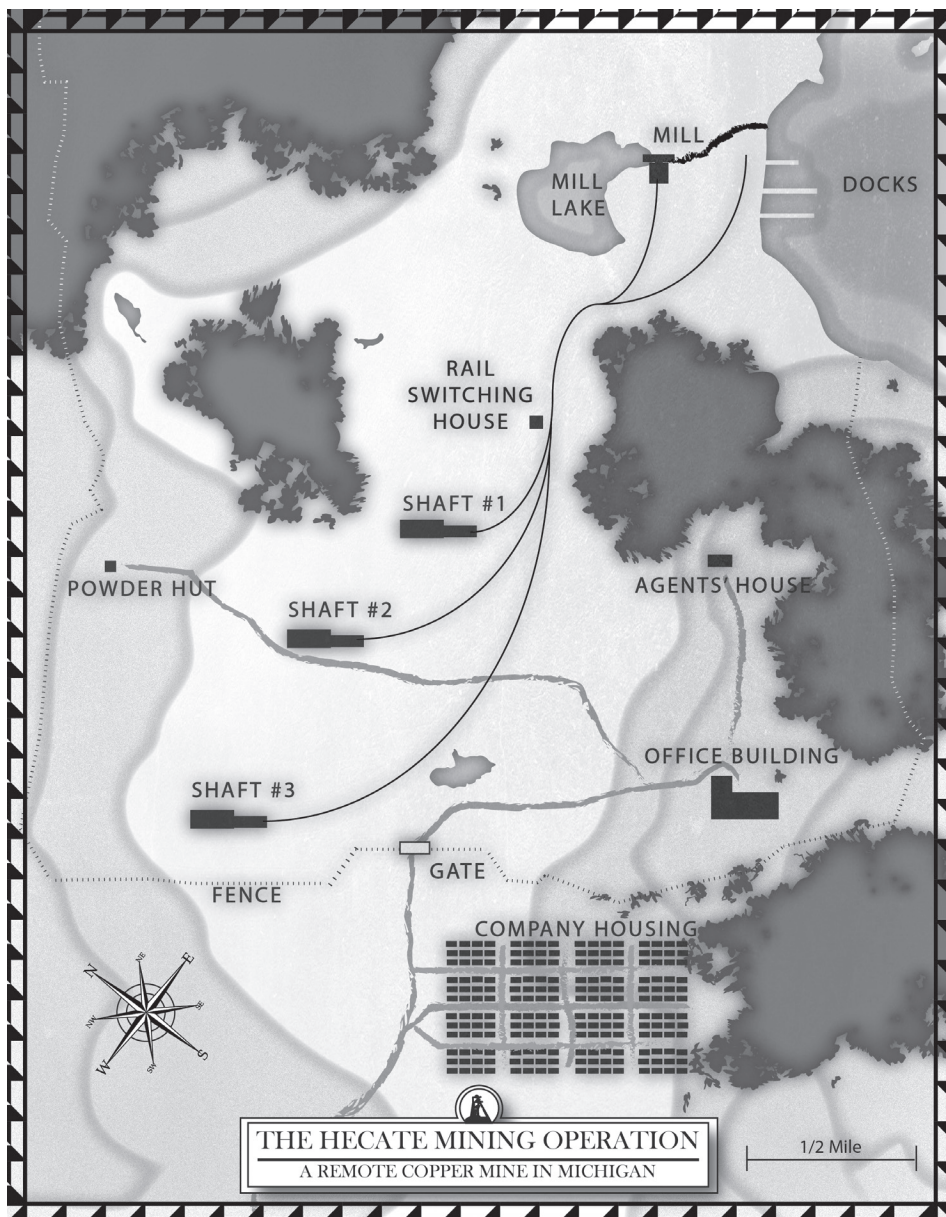 MILL
MILL
LAKE
DOCKS
RAIL
SWITCHING
HOUSE
SHAFT #1
POWDER HUT
AGENTS' HOUSE
SHAFT #2
OFFICE BUILDING
SHAFT #3
GATE
FENCE
COMPANY HOUSING
N
NE
E
NW
SE
W
SW
S
THE HECATE MINING OPERATION
A REMOTE COPPER MINE IN MICHIGAN
1/2 Mile